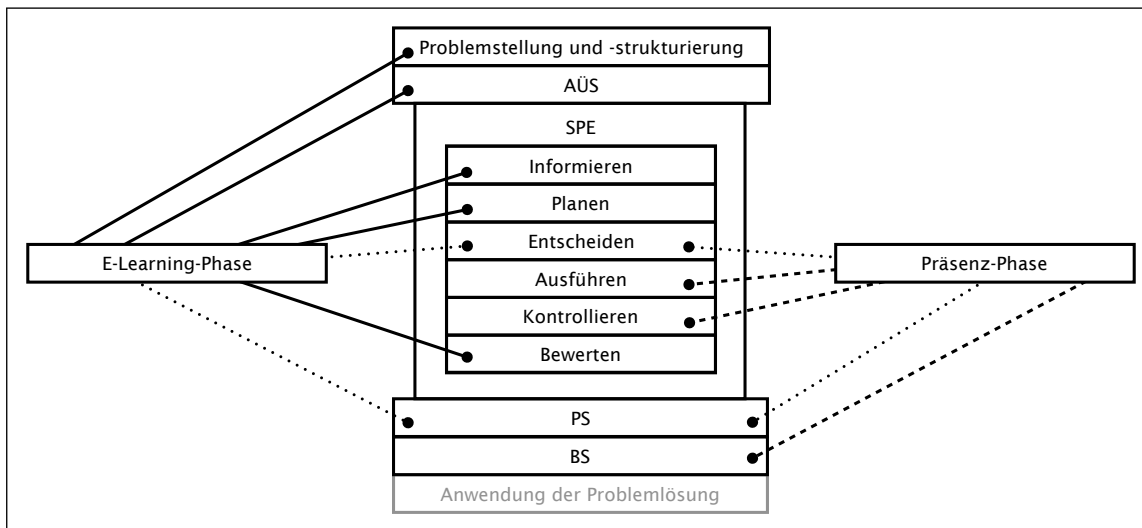 Problemstellung und -strukturierung
AÜS
SPE
Informieren
Planen
Entscheiden
Ausführen
Kontrollieren
Bewerten
E-Learning-Phase
Präsenz-Phase
PS
BS
Anwendung der Problemlösung